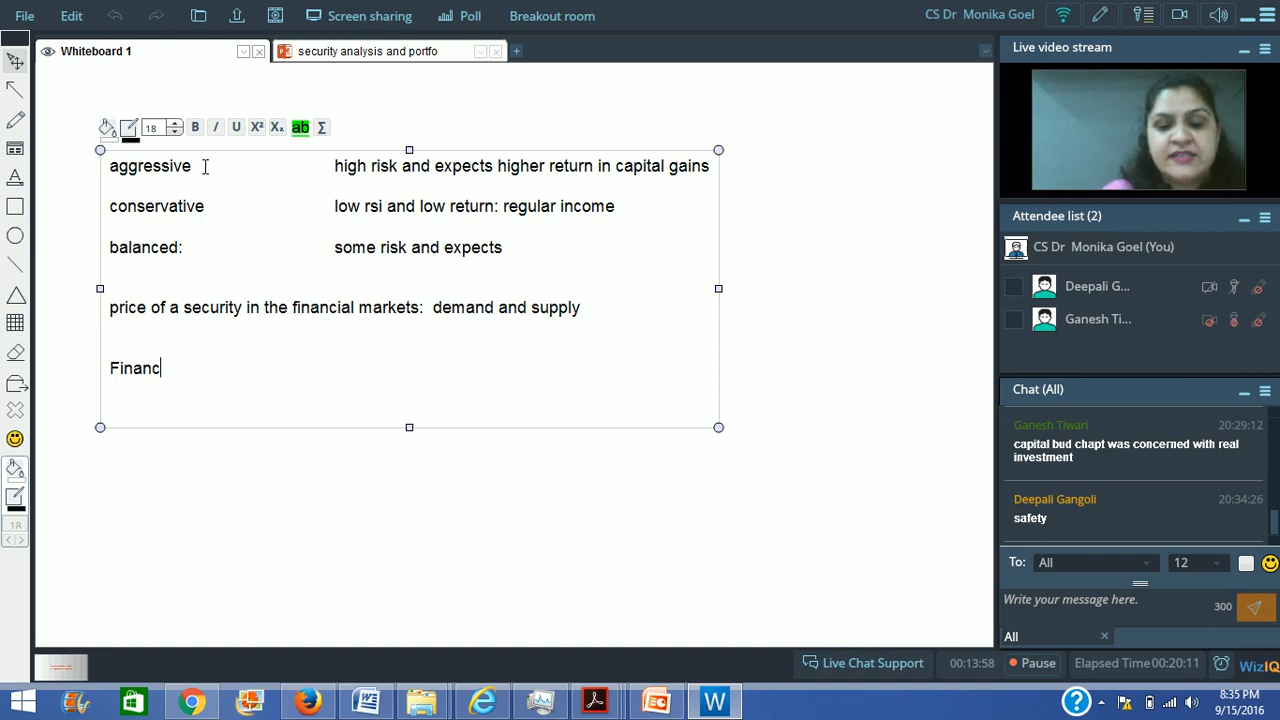 File Edit Screen sharing Poll Breakout room CS Dr Monika Goel
Whiteboard 1 security analysis and portfo
Live video stream
18 B I U X² X₂ ab Σ
aggressive high risk and expects higher return in capital gains
conservative low rsi and low return: regular income
balanced: some risk and expects
price of a security in the financial markets: demand and supply
Financ
Attendee list (2)
CS Dr Monika Goel (You)
Deepali G...
Ganesh Ti...
Chat (All)
Ganesh Tiwari 20:29:12
capital bud chapt was concerned with real
investment
Deepali Gangoli 20:34:26
safety
18
To: All 12
Write your message here. 300
All
Live Chat Support 00:13:58 Pause Elapsed Time 00:20:11 WizIQ
8:35 PM
9/15/2016